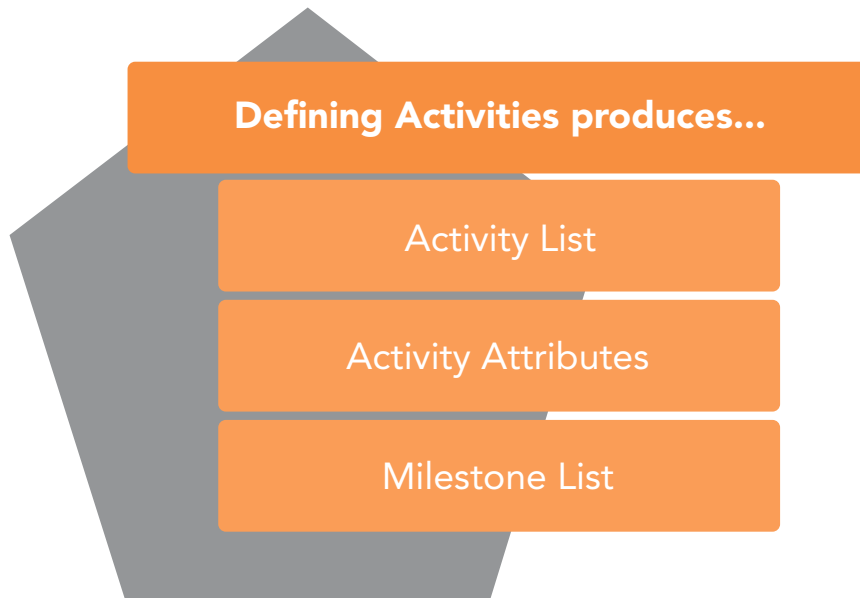 Defining Activities produces...
Activity List
Activity Attributes
Milestone List